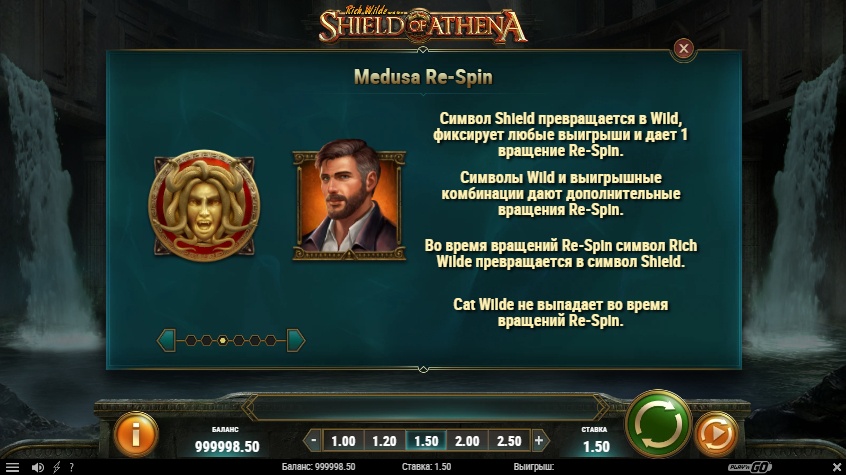 Rich Wilde
SHIELD OF ATHENA
Medusa Re-Spin
Символ Shield превращается в Wild,
фиксирует любые выигрыши и дает 1
вращение Re-Spin.
Символы Wild и выигрышные
комбинации дают дополнительные
вращения Re-Spin.
Во время вращений Re-Spin символ Rich
Wilde превращается в символ Shield.
Cat Wilde не выпадает во время
вращений Re-Spin.
БАЛАНС
999998.50
- 1.00 1.20 1.50 2.00 2.50 +
СТАВКА
1.50
Баланс: 999998.50 Ставка: 1.50 Выигрыш:
PLAY'N GO